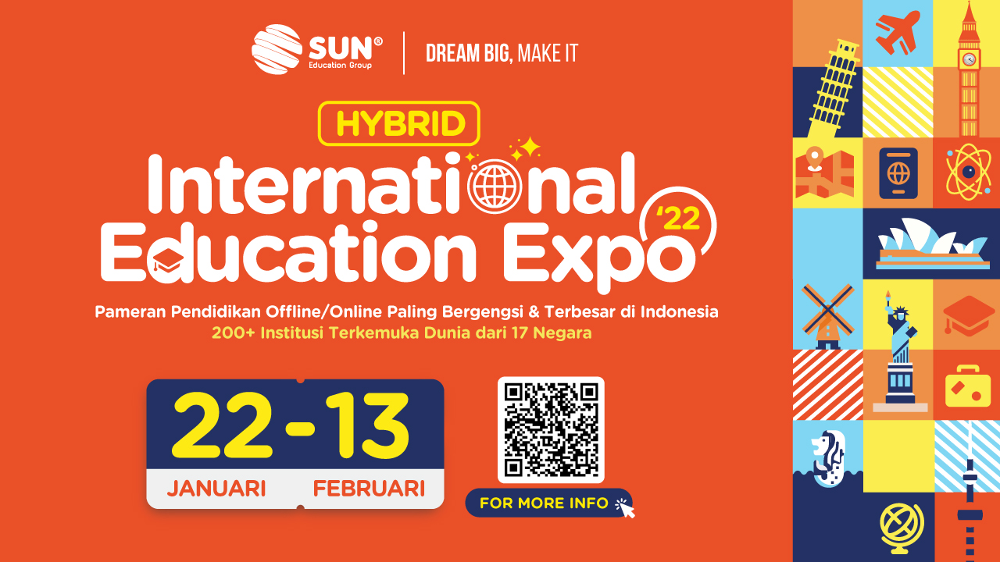 SUN®
Education Group
DREAM BIG, MAKE IT
HYBRID
International
Education Expo
'22
Pameran Pendidikan Offline/Online Paling Bergengsi & Terbesar di Indonesia
200+ Institusi Terkemuka Dunia dari 17 Negara
22-13
JANUARI FEBRUARI
FOR MORE INFO